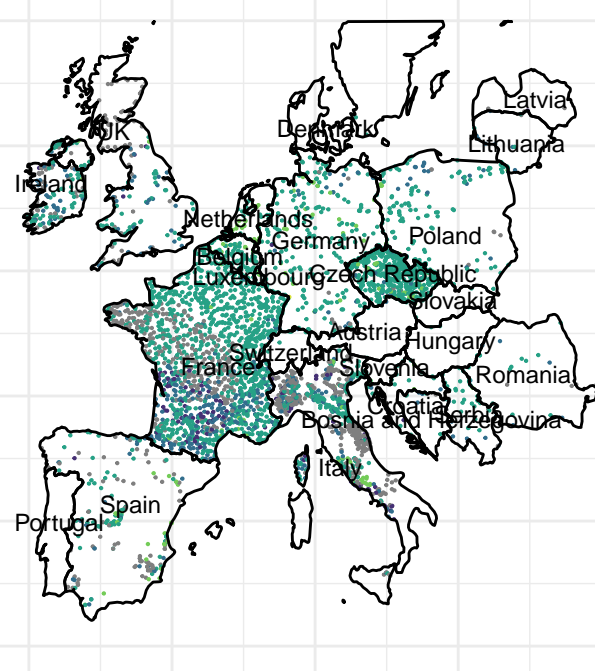 Latvia
UK
Denmark
Lithuania
Ireland
Netherlands
Germany
Poland
Belgium
Luxembourg
Czech Republic
Slovakia
Austria
Hungary
Switzerland
France
Slovenia
Romania
Croatia
Serbia
Bosnia and Herzegovina
Italy
Spain
Portugal